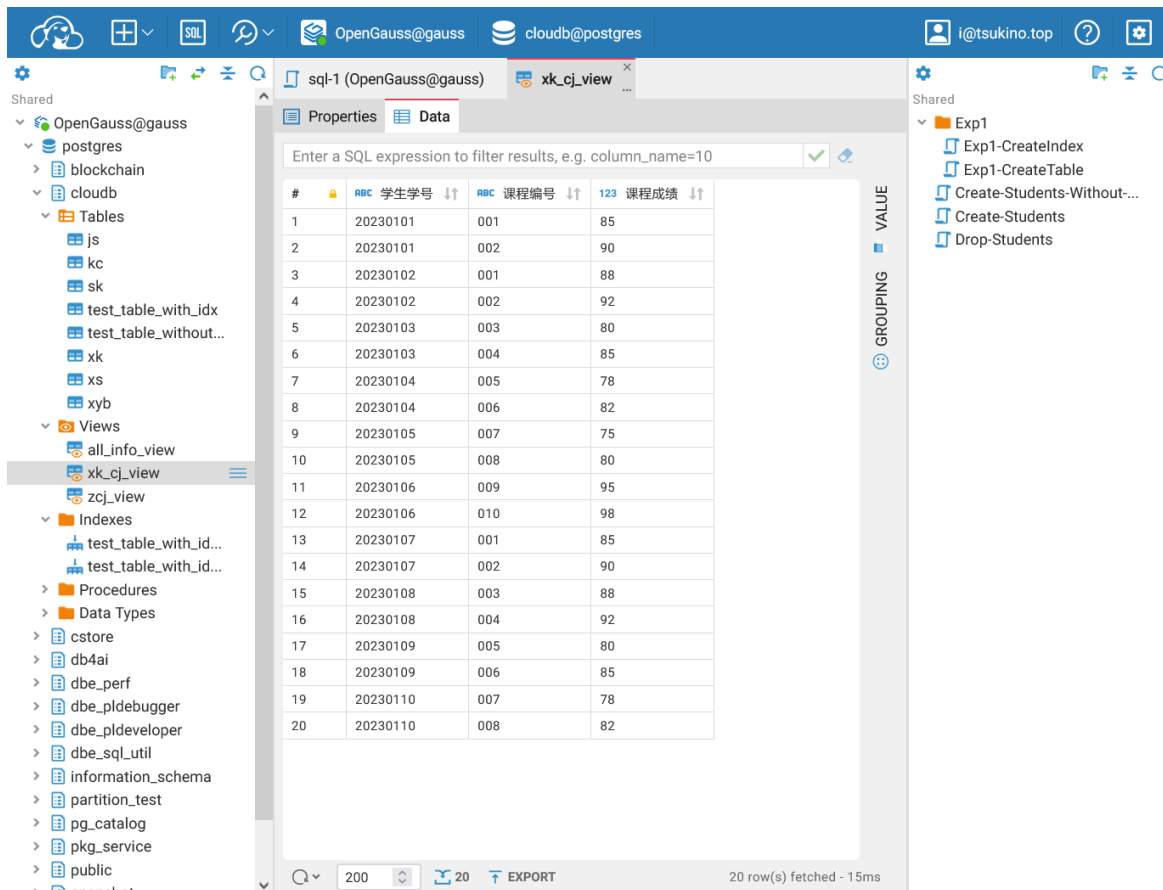 SQL OpenGauss@gauss cloudb@postgres i@tsukino.top
Shared
OpenGauss@gauss
postgres
blockchain
cloudb
Tables
js
kc
sk
test_table_with_idx
test_table_without...
xk
xs
xyb
Views
all_info_view
xk_cj_view
zcj_view
Indexes
test_table_with_id...
test_table_with_id...
Procedures
Data Types
cstore
db4ai
dbe_perf
dbe_pldebugger
dbe_pldeveloper
dbe_sql_util
information_schema
partition_test
pg_catalog
pkg_service
public
sql-1 (OpenGauss@gauss) xk_cj_view
Properties Data
Enter a SQL expression to filter results, e.g. column_name=10
# ABC 学生学号 ABC 课程编号 123 课程成绩
1 20230101 001 85
2 20230101 002 90
3 20230102 001 88
4 20230102 002 92
5 20230103 003 80
6 20230103 004 85
7 20230104 005 78
8 20230104 006 82
9 20230105 007 75
10 20230105 008 80
11 20230106 009 95
12 20230106 010 98
13 20230107 001 85
14 20230107 002 90
15 20230108 003 88
16 20230108 004 92
17 20230109 005 80
18 20230109 006 85
19 20230110 007 78
20 20230110 008 82
VALUE
GROUPING
200 20 EXPORT 20 row(s) fetched - 15ms
Shared
Exp1
Exp1-CreateIndex
Exp1-CreateTable
Create-Students-Without-...
Create-Students
Drop-Students